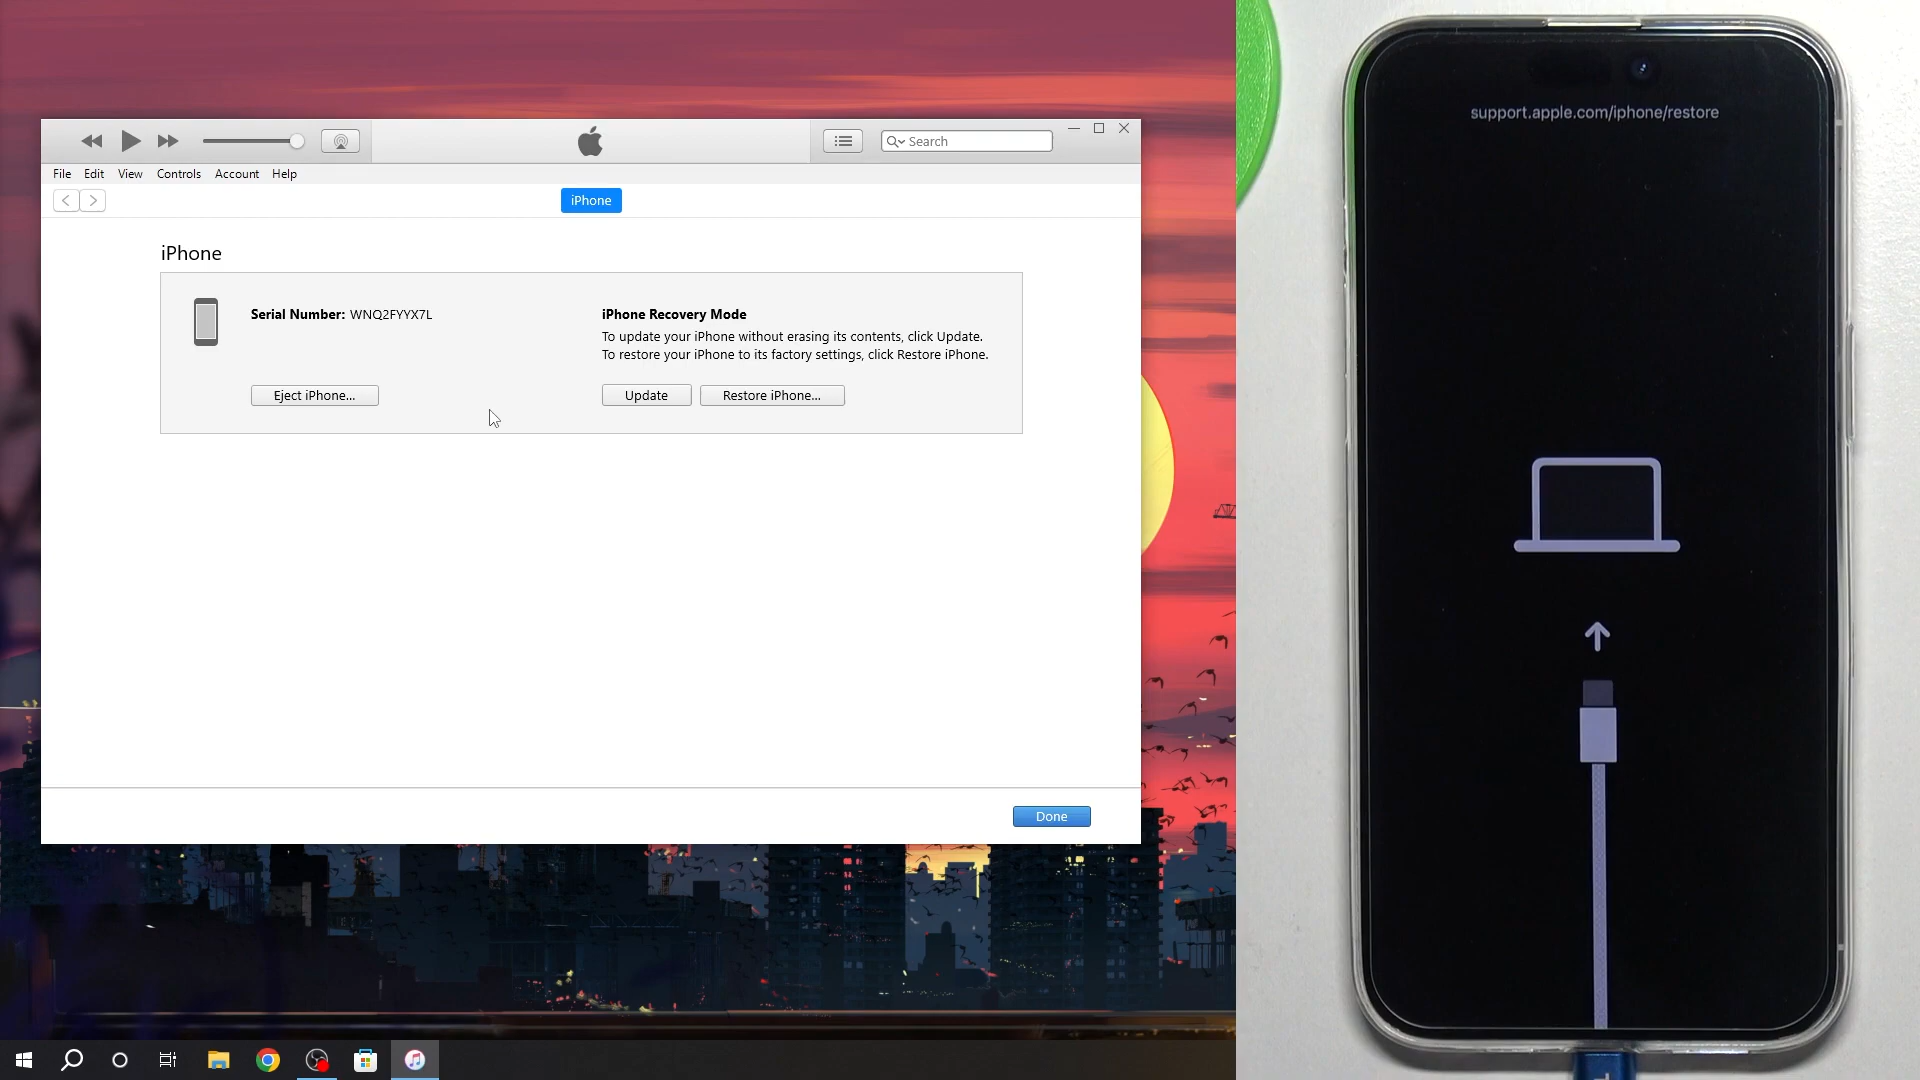 Search
File Edit View Controls Account Help
iPhone
iPhone
Serial Number: WNQ2FYYX7L
iPhone Recovery Mode
To update your iPhone without erasing its contents, click Update.
To restore your iPhone to its factory settings, click Restore iPhone.
Eject iPhone...
Update
Restore iPhone...
Done
support.apple.com/iphone/restore